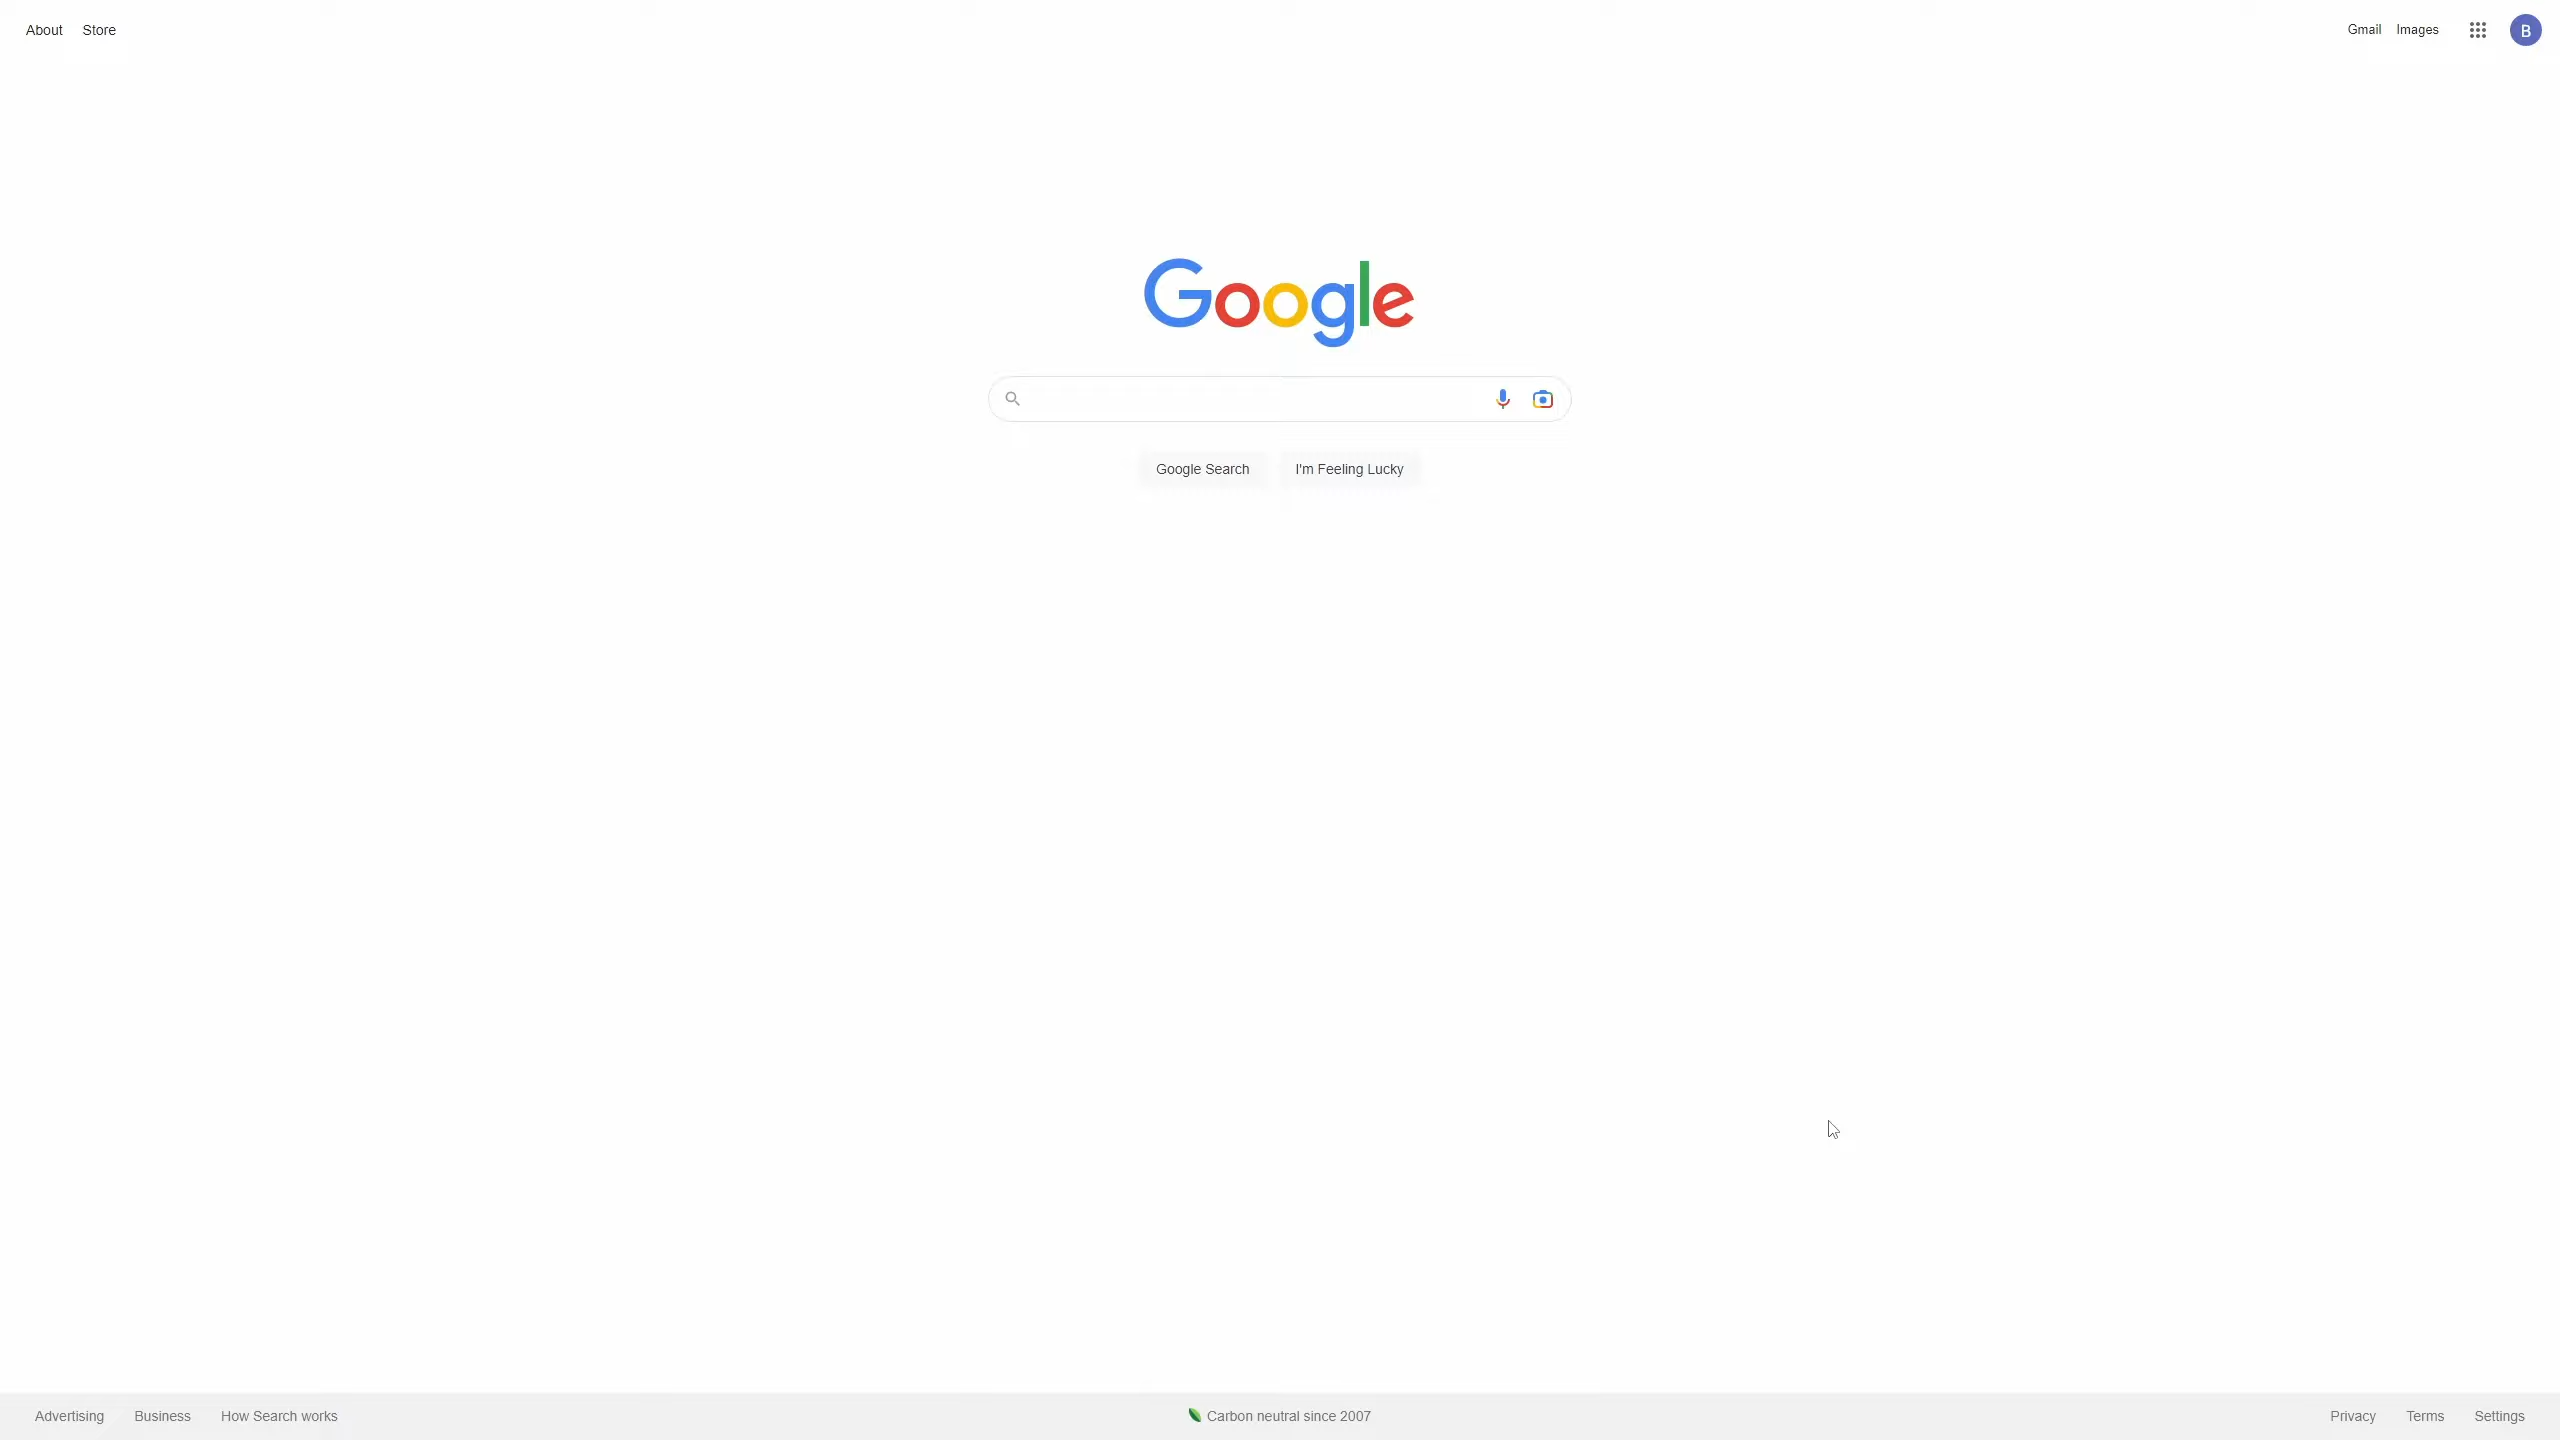 About Store
Gmail Images
B
Google
Google Search I'm Feeling Lucky
Advertising Business How Search works
Carbon neutral since 2007
Privacy Terms Settings